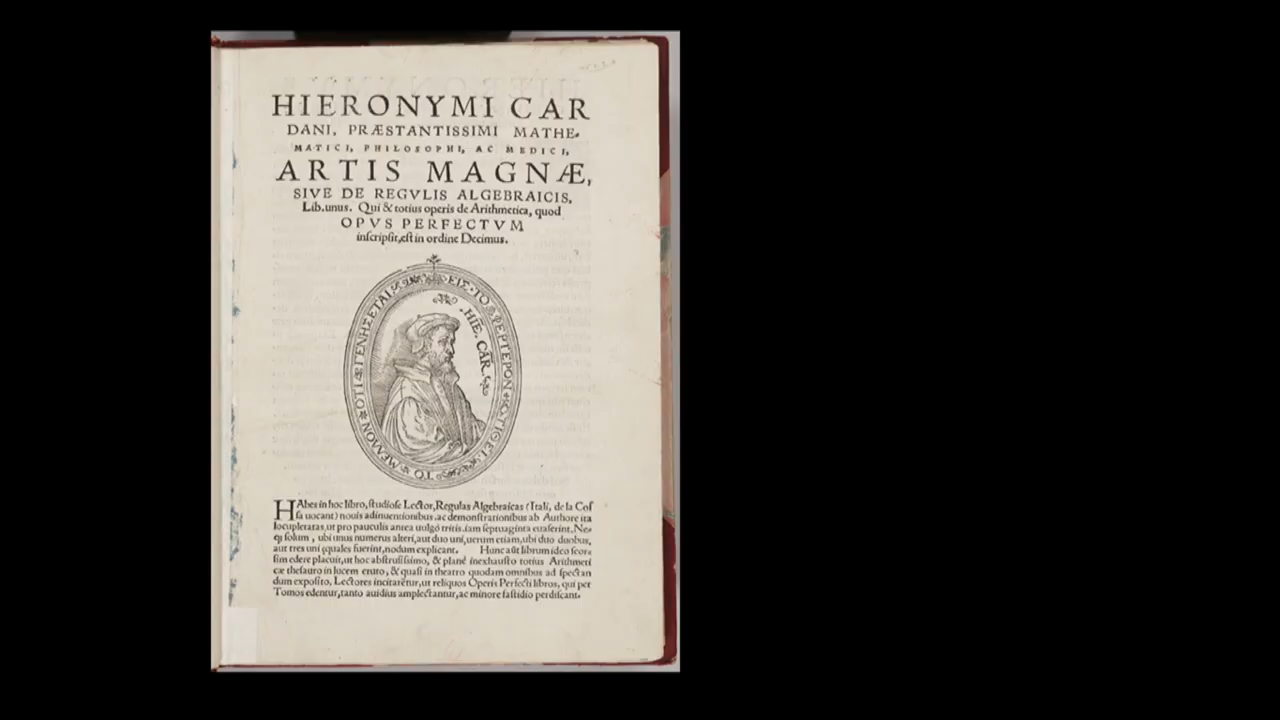 HIERONYMI CAR
DANI, PRÆSTANTISSIMI MATHE-
MATICI, PHILOSOPHI, AC MEDICI,
ARTIS MAGNÆ,
SIVE DE REGVLIS ALGEBRAICIS,
Lib. unus. Qui & totius operis de Arithmetica, quod
OPVS PERFECTVM
inscripsit, est in ordine Decimus.
HIE. CAR.
HAbes in hoc libro, studiose Lector, Regulas Algebraicas (Itali, de la Cos
sa uocant) nouis adinuentionibus, ac demonstrationibus ab Authore ita
locupletatas, ut pro pauculis antea uulgò tritis, iam septuaginta euaserint. Ne-
q; solum, ubi unus numerus alteri, aut duo uni, uerum etiam, ubi duo duobus,
aut tres uni ęquales fuerint, nodum explicant. Hunc aūt librum ideo seor-
sim edere placuit, ut hoc abstrusissimo, & planè inexhausto totius Arithmeti
cæ thesauro in lucem eruto, & quasi in theatro quodam omnibus ad spectan
dum exposito, Lectores incitarētur, ut reliquos Operis Perfecti libros, qui per
Tomos edentur, tanto auidius amplectantur, ac minore fastidio perdiscant.